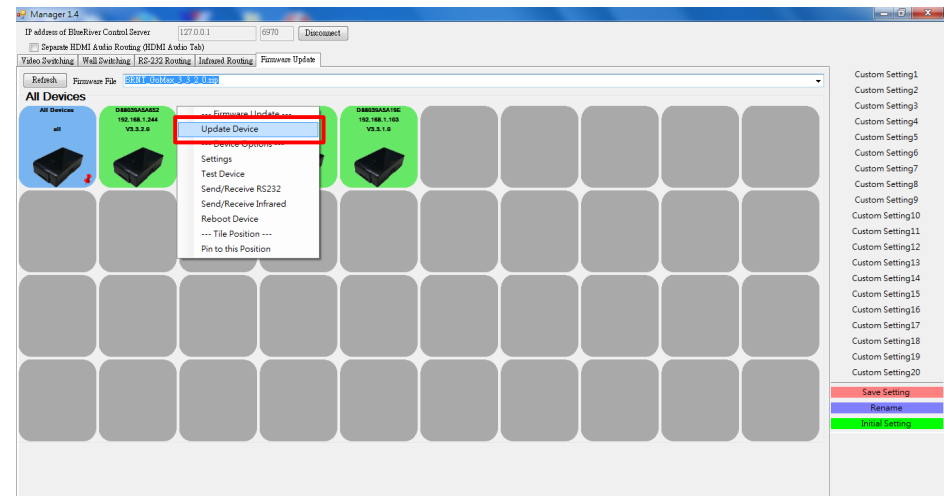 Manager 1.4
IP address of BlueRiver Control Server 127.0.0.1 6970 Disconnect
Separate HDMI Audio Routing (HDMI Audio Tab)
Video Switching Wall Switching RS-232 Routing Infrared Routing Firmware Update
Refresh Firmware File BRNT_GoMax_3_3_2_0.zip
All Devices
All Devices
all
D88039A5A652
192.168.1.244
V3.3.2.0
D88039A5A15E
192.168.1.103
V3.3.1.0
--- Firmware Update ---
Update Device
--- Device Options ---
Settings
Test Device
Send/Receive RS232
Send/Receive Infrared
Reboot Device
--- Tile Position ---
Pin to this Position
Custom Setting1
Custom Setting2
Custom Setting3
Custom Setting4
Custom Setting5
Custom Setting6
Custom Setting7
Custom Setting8
Custom Setting9
Custom Setting10
Custom Setting11
Custom Setting12
Custom Setting13
Custom Setting14
Custom Setting15
Custom Setting16
Custom Setting17
Custom Setting18
Custom Setting19
Custom Setting20
Save Setting
Rename
Initial Setting